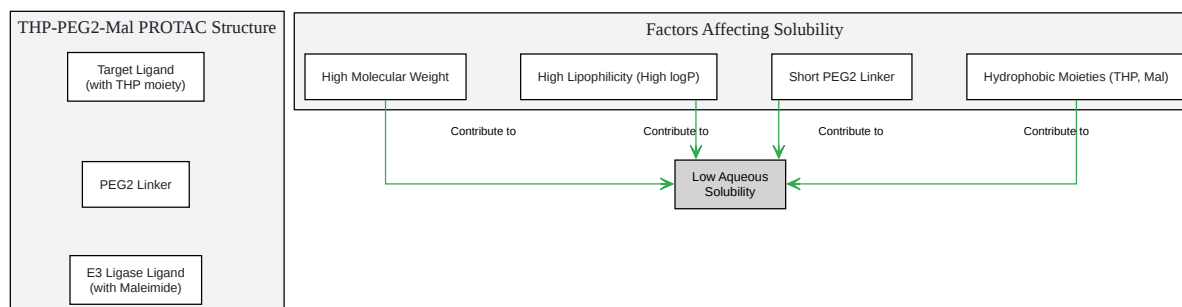 THP-PEG2-Mal PROTAC Structure
Target Ligand
(with THP moiety)
PEG2 Linker
E3 Ligase Ligand
(with Maleimide)
Factors Affecting Solubility
High Molecular Weight
High Lipophilicity (High logP)
Short PEG2 Linker
Hydrophobic Moieties (THP, Mal)
Contribute to
Contribute to
Contribute to
Contribute to
Low Aqueous
Solubility